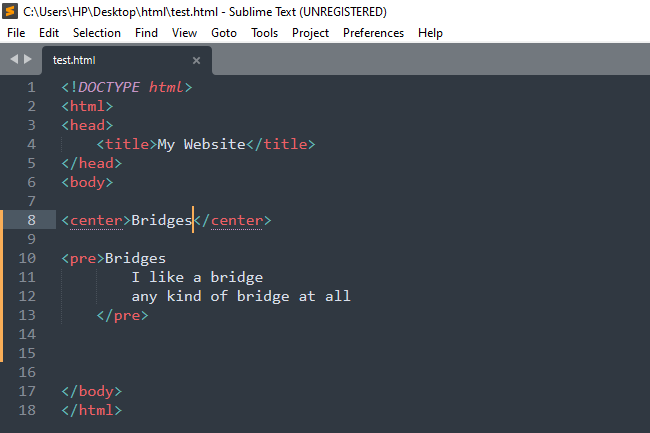 C:\Users\HP\Desktop\html\test.html - Sublime Text (UNREGISTERED)
File Edit Selection Find View Goto Tools Project Preferences Help
test.html ×
1 <!DOCTYPE html>
2 <html>
3 <head>
4     <title>My Website</title>
5 </head>
6 <body>
7
8 <center>Bridges</center>
9
10 <pre>Bridges
11         I like a bridge
12         any kind of bridge at all
13     </pre>
14
15
16
17 </body>
18 </html>